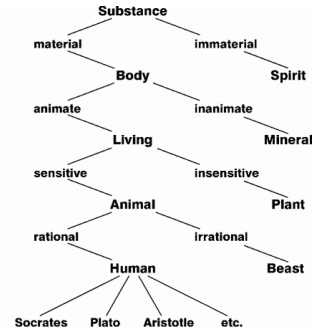 Substance
material immaterial
Body Spirit
animate inanimate
Living Mineral
sensitive insensitive
Animal Plant
rational irrational
Human Beast
Socrates Plato Aristotle etc.